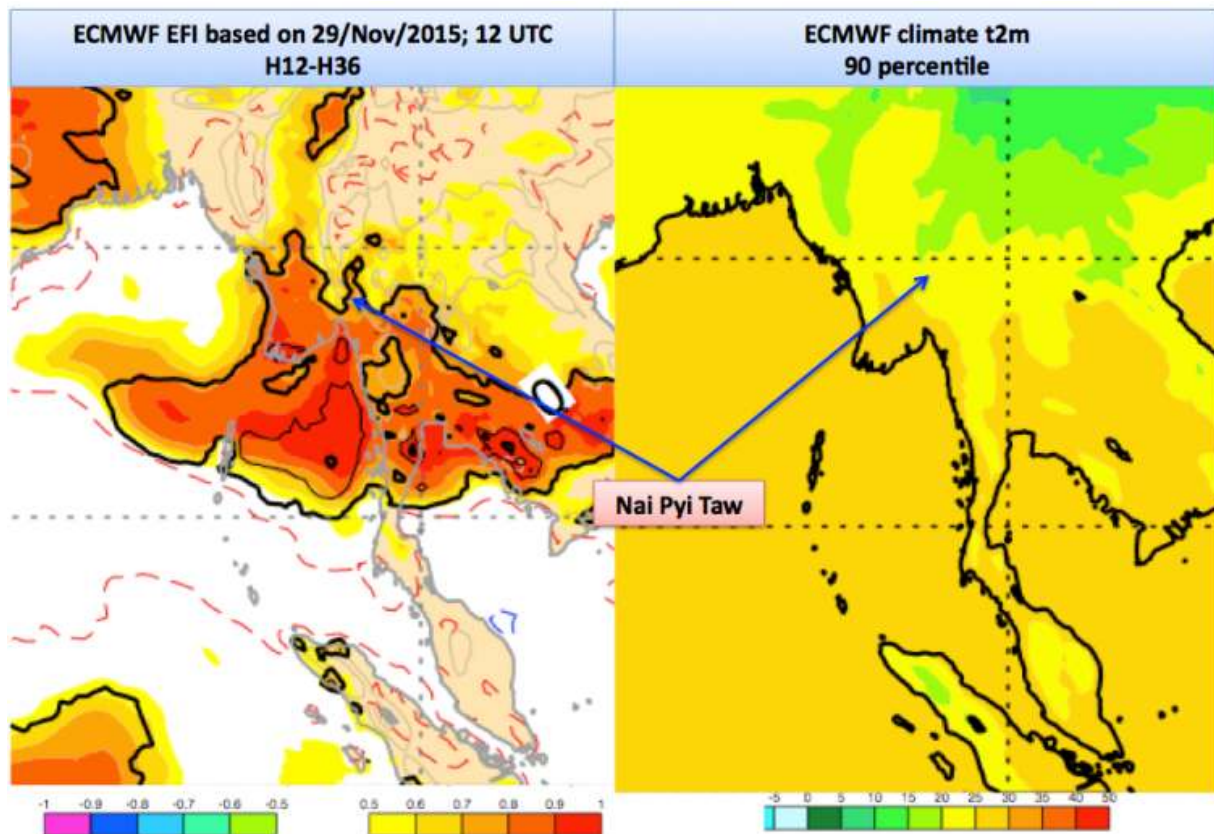 ECMWF EFI based on 29/Nov/2015; 12 UTC
H12-H36
ECMWF climate t2m
90 percentile
0
Nai Pyi Taw
-1 -0.9 -0.8 -0.7 -0.6 -0.5 0.5 0.6 0.7 0.8 0.9 1
-5 0 5 10 15 20 25 30 35 40 50